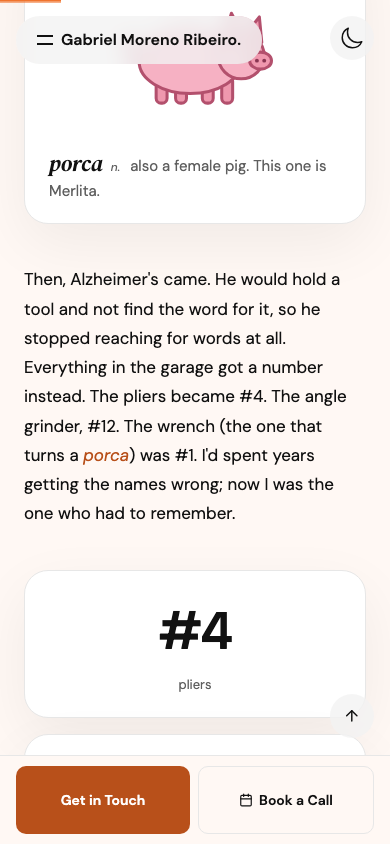 Gabriel Moreno Ribeiro.
porca n. also a female pig. This one is
Merlita.
Then, Alzheimer's came. He would hold a
tool and not find the word for it, so he
stopped reaching for words at all.
Everything in the garage got a number
instead. The pliers became #4. The angle
grinder, #12. The wrench (the one that
turns a porca) was #1. I'd spent years
getting the names wrong; now I was the
one who had to remember.
#4
pliers
Get in Touch
Book a Call